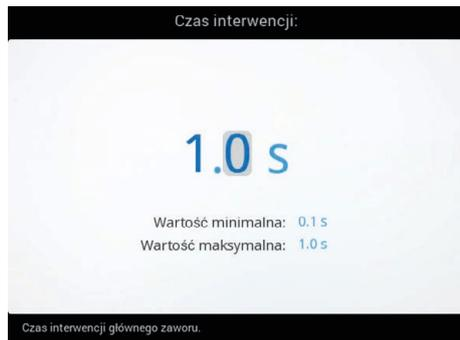 Czas interwencji:
1.0 s
Wartość minimalna: 0.1 s
Wartość maksymalna: 1.0 s
Czas interwencji głównego zaworu.